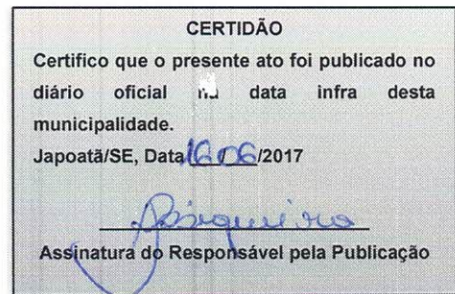 CERTIDÃO
Certifico que o presente ato foi publicado no
diário oficial na data infra desta
municipalidade.
Japoatã/SE, Data 16/06/2017
Assinatura do Responsável pela Publicação